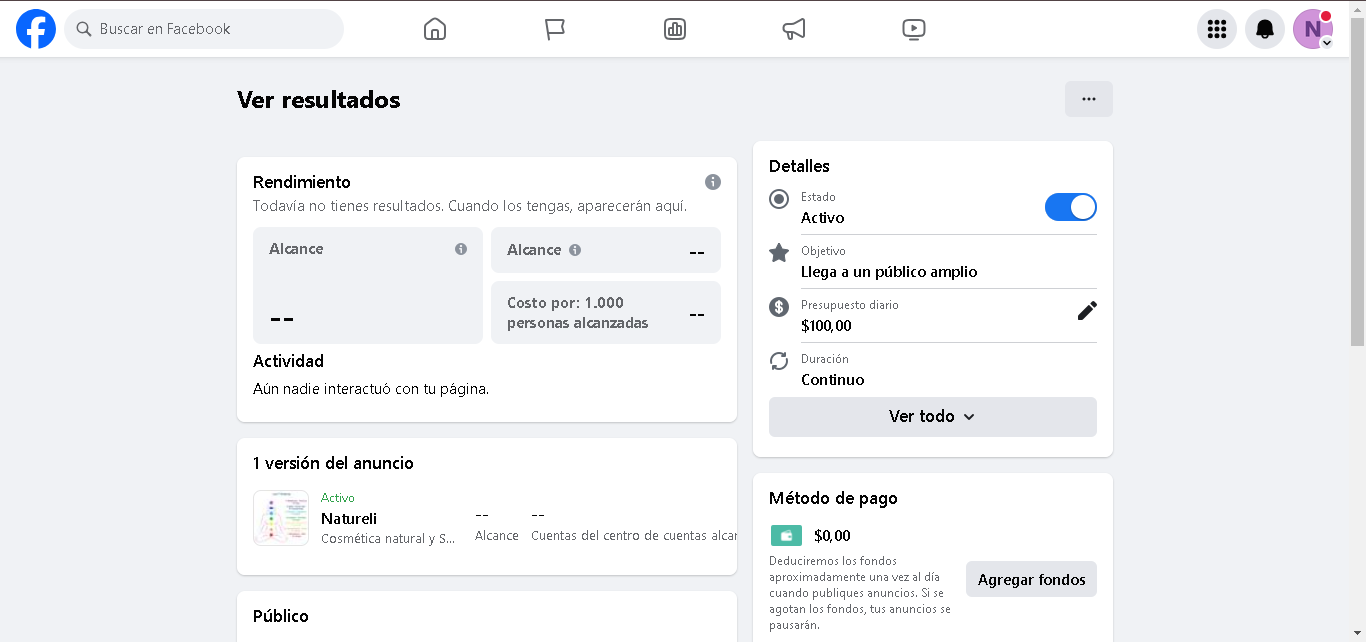 Buscar en Facebook
N
Ver resultados
Rendimiento
Todavía no tienes resultados. Cuando los tengas, aparecerán aquí.
Alcance
--
Alcance
--
Costo por: 1.000
personas alcanzadas
--
Actividad
Aún nadie interactuó con tu página.
1 versión del anuncio
Activo
Natureli
Cosmética natural y S...
--
Alcance
--
Cuentas del centro de cuentas alcan
Público
Detalles
Estado
Activo
Objetivo
Llega a un público amplio
Presupuesto diario
$100,00
Duración
Continuo
Ver todo
Método de pago
$0,00
Deduciremos los fondos
aproximadamente una vez al día
cuando publiques anuncios. Si se
agotan los fondos, tus anuncios se
pausarán.
Agregar fondos